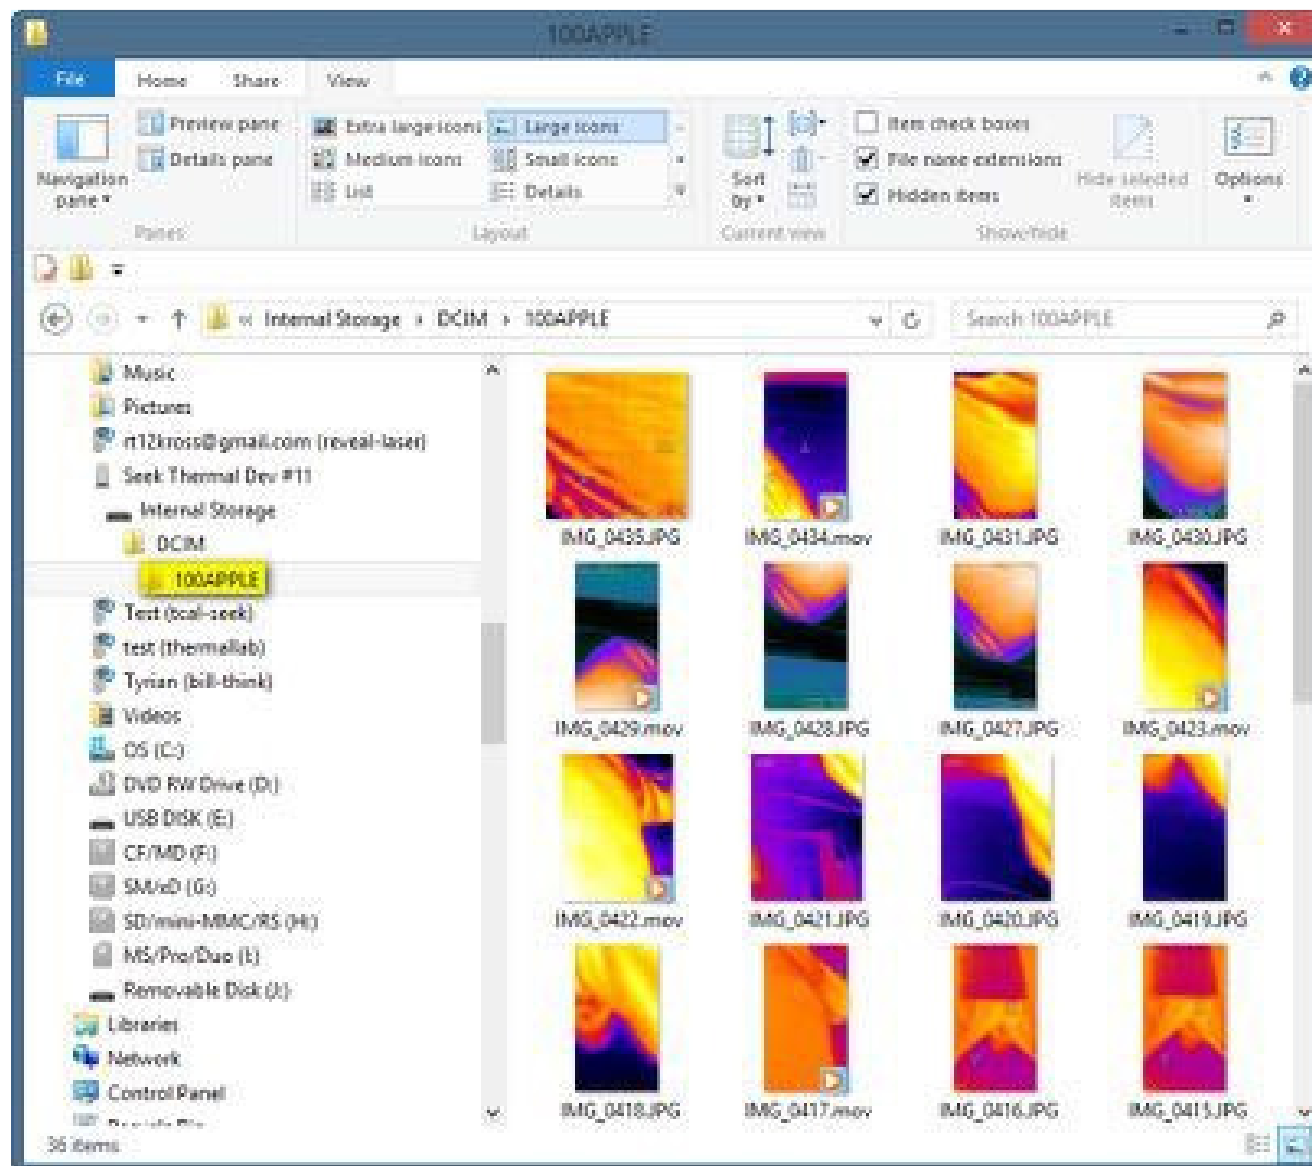 100APPLE
File Home Share View
Navigation pane
Preview pane
Details pane
Panes
Extra large icons Large icons
Medium icons Small icons
List Details
Layout
Sort by
Current view
Item check boxes
File name extensions
Hidden items
Hide selected items
Show/hide
Options
« Internal Storage DCIM 100APPLE
Search 100APPLE
Music
Pictures
rt12kross@gmail.com (reveal-laser)
Seek Thermal Dev #11
Internal Storage
DCIM
100APPLE
Test (tcal-seek)
test (thermallab)
Tyrian (bill-think)
Videos
OS (C:)
DVD RW Drive (D:)
USB DISK (E:)
CF/MD (F:)
SM/xD (G:)
SD/mini-MMC/RS (H:)
MS/Pro/Duo (I:)
Removable Disk (J:)
Libraries
Network
Control Panel
IMG_0435.JPG IMG_0434.mov IMG_0431.JPG IMG_0430.JPG
IMG_0429.mov IMG_0428.JPG IMG_0427.JPG IMG_0423.mov
IMG_0422.mov IMG_0421.JPG IMG_0420.JPG IMG_0419.JPG
IMG_0418.JPG IMG_0417.mov IMG_0416.JPG IMG_0415.JPG
36 items